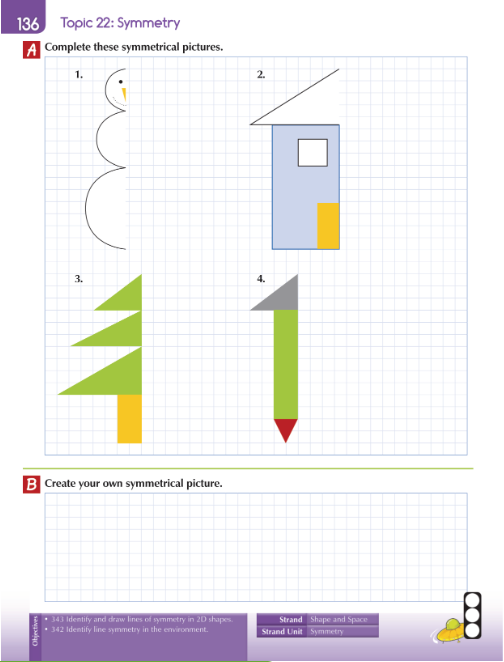 136
Topic 22: Symmetry
A Complete these symmetrical pictures.
1.
2.
3.
4.
B Create your own symmetrical picture.
Objectives
• 343 Identify and draw lines of symmetry in 2D shapes.
• 342 Identify line symmetry in the environment.
Strand Shape and Space
Strand Unit Symmetry